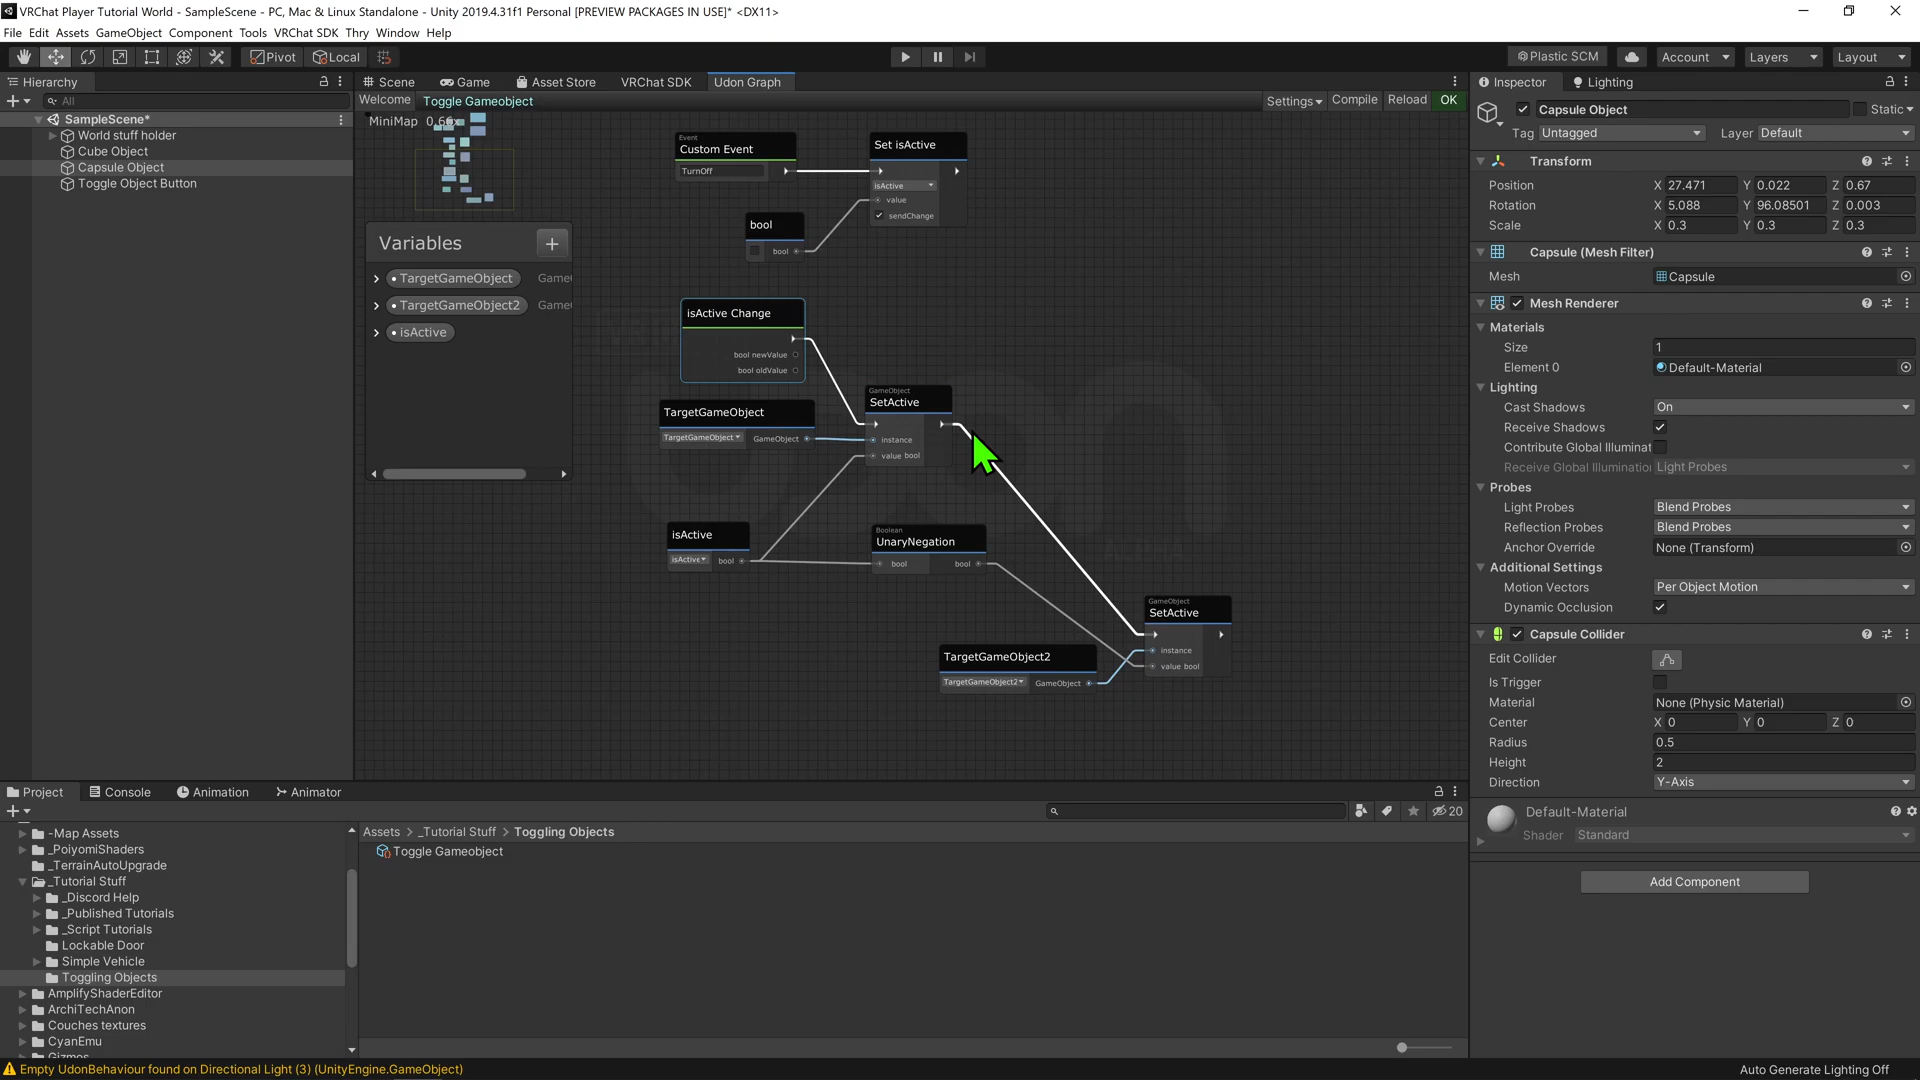 VRChat Player Tutorial World - SampleScene - PC, Mac & Linux Standalone - Unity 2019.4.31f1 Personal [PREVIEW PACKAGES IN USE]* <DX11>
File Edit Assets GameObject Component Tools VRChat SDK Thry Window Help
Pivot Local Plastic SCM Account Layers Layout
Hierarchy
All
SampleScene*
World stuff holder
Cube Object
Capsule Object
Toggle Object Button
Scene Game Asset Store VRChat SDK Udon Graph
Welcome Toggle Gameobject Settings Compile Reload OK
MiniMap
Variables
TargetGameObject
TargetGameObject2
isActive
Event
Custom Event
TurnOff
Set isActive
isActive
value
sendChange
bool
bool
isActive Change
bool newValue
bool oldValue
TargetGameObject
TargetGameObject GameObject
GameObject
SetActive
instance
value bool
isActive
isActive bool
Boolean
UnaryNegation
bool bool
GameObject
SetActive
instance
value bool
TargetGameObject2
TargetGameObject2 GameObject
Inspector Lighting
Capsule Object Static
Tag Untagged Layer Default
Transform
Position X 27.471 Y 0.022 Z 0.67
Rotation X 5.088 Y 96.08501 Z 0.003
Scale X 0.3 Y 0.3 Z 0.3
Capsule (Mesh Filter)
Mesh Capsule
Mesh Renderer
Materials
Size 1
Element 0 Default-Material
Lighting
Cast Shadows On
Receive Shadows
Contribute Global Illuminat
Receive Global Illumination Light Probes
Probes
Light Probes Blend Probes
Reflection Probes Blend Probes
Anchor Override None (Transform)
Additional Settings
Motion Vectors Per Object Motion
Dynamic Occlusion
Capsule Collider
Edit Collider
Is Trigger
Material None (Physic Material)
Center X 0 Y 0 Z 0
Radius 0.5
Height 2
Direction Y-Axis
Default-Material
Shader Standard
Add Component
Project Console Animation Animator
20
-Map Assets
_PoiyomiShaders
_TerrainAutoUpgrade
_Tutorial Stuff
_Discord Help
_Published Tutorials
_Script Tutorials
Lockable Door
Simple Vehicle
Toggling Objects
AmplifyShaderEditor
ArchiTechAnon
Couches textures
CyanEmu
Gizmos
Assets > _Tutorial Stuff > Toggling Objects
Toggle Gameobject
Empty UdonBehaviour found on Directional Light (3) (UnityEngine.GameObject)
Auto Generate Lighting Off